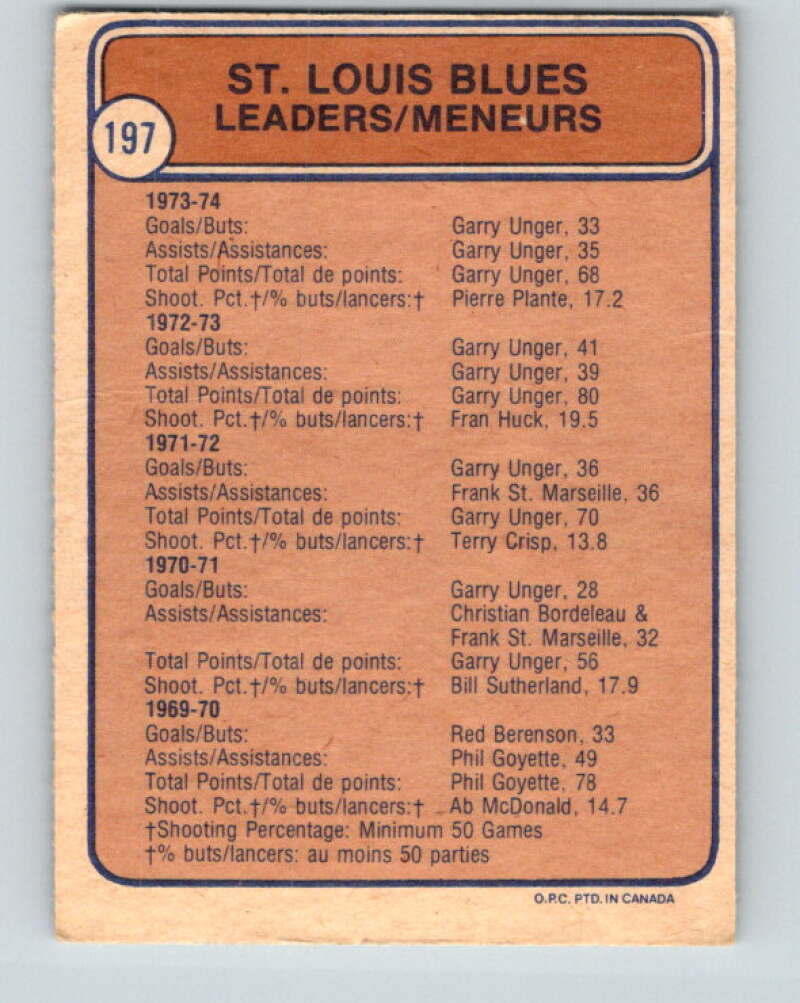 ST. LOUIS BLUES
LEADERS/MENEURS
197
1973-74
Goals/Buts: Garry Unger, 33
Assists/Assistances: Garry Unger, 35
Total Points/Total de points: Garry Unger, 68
Shoot. Pct.†/% buts/lancers:† Pierre Plante, 17.2
1972-73
Goals/Buts: Garry Unger, 41
Assists/Assistances: Garry Unger, 39
Total Points/Total de points: Garry Unger, 80
Shoot. Pct.†/% buts/lancers:† Fran Huck, 19.5
1971-72
Goals/Buts: Garry Unger, 36
Assists/Assistances: Frank St. Marseille, 36
Total Points/Total de points: Garry Unger, 70
Shoot. Pct.†/% buts/lancers:† Terry Crisp, 13.8
1970-71
Goals/Buts: Garry Unger, 28
Assists/Assistances: Christian Bordeleau &
Frank St. Marseille, 32
Total Points/Total de points: Garry Unger, 56
Shoot. Pct.†/% buts/lancers:† Bill Sutherland, 17.9
1969-70
Goals/Buts: Red Berenson, 33
Assists/Assistances: Phil Goyette, 49
Total Points/Total de points: Phil Goyette, 78
Shoot. Pct.†/% buts/lancers:† Ab McDonald, 14.7
†Shooting Percentage: Minimum 50 Games
†% buts/lancers: au moins 50 parties
O.P.C. PTD. IN CANADA